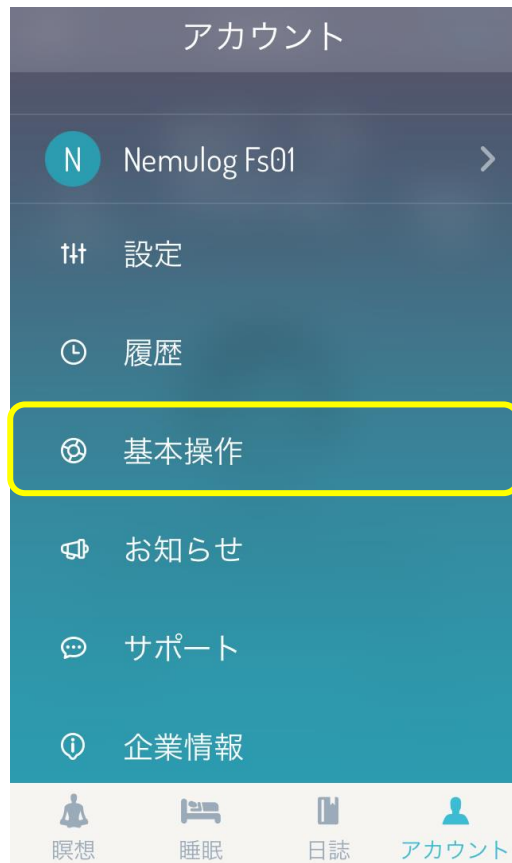 アカウント
N Nemulog Fs01
設定
履歴
基本操作
お知らせ
サポート
企業情報
瞑想 睡眠 日誌 アカウント